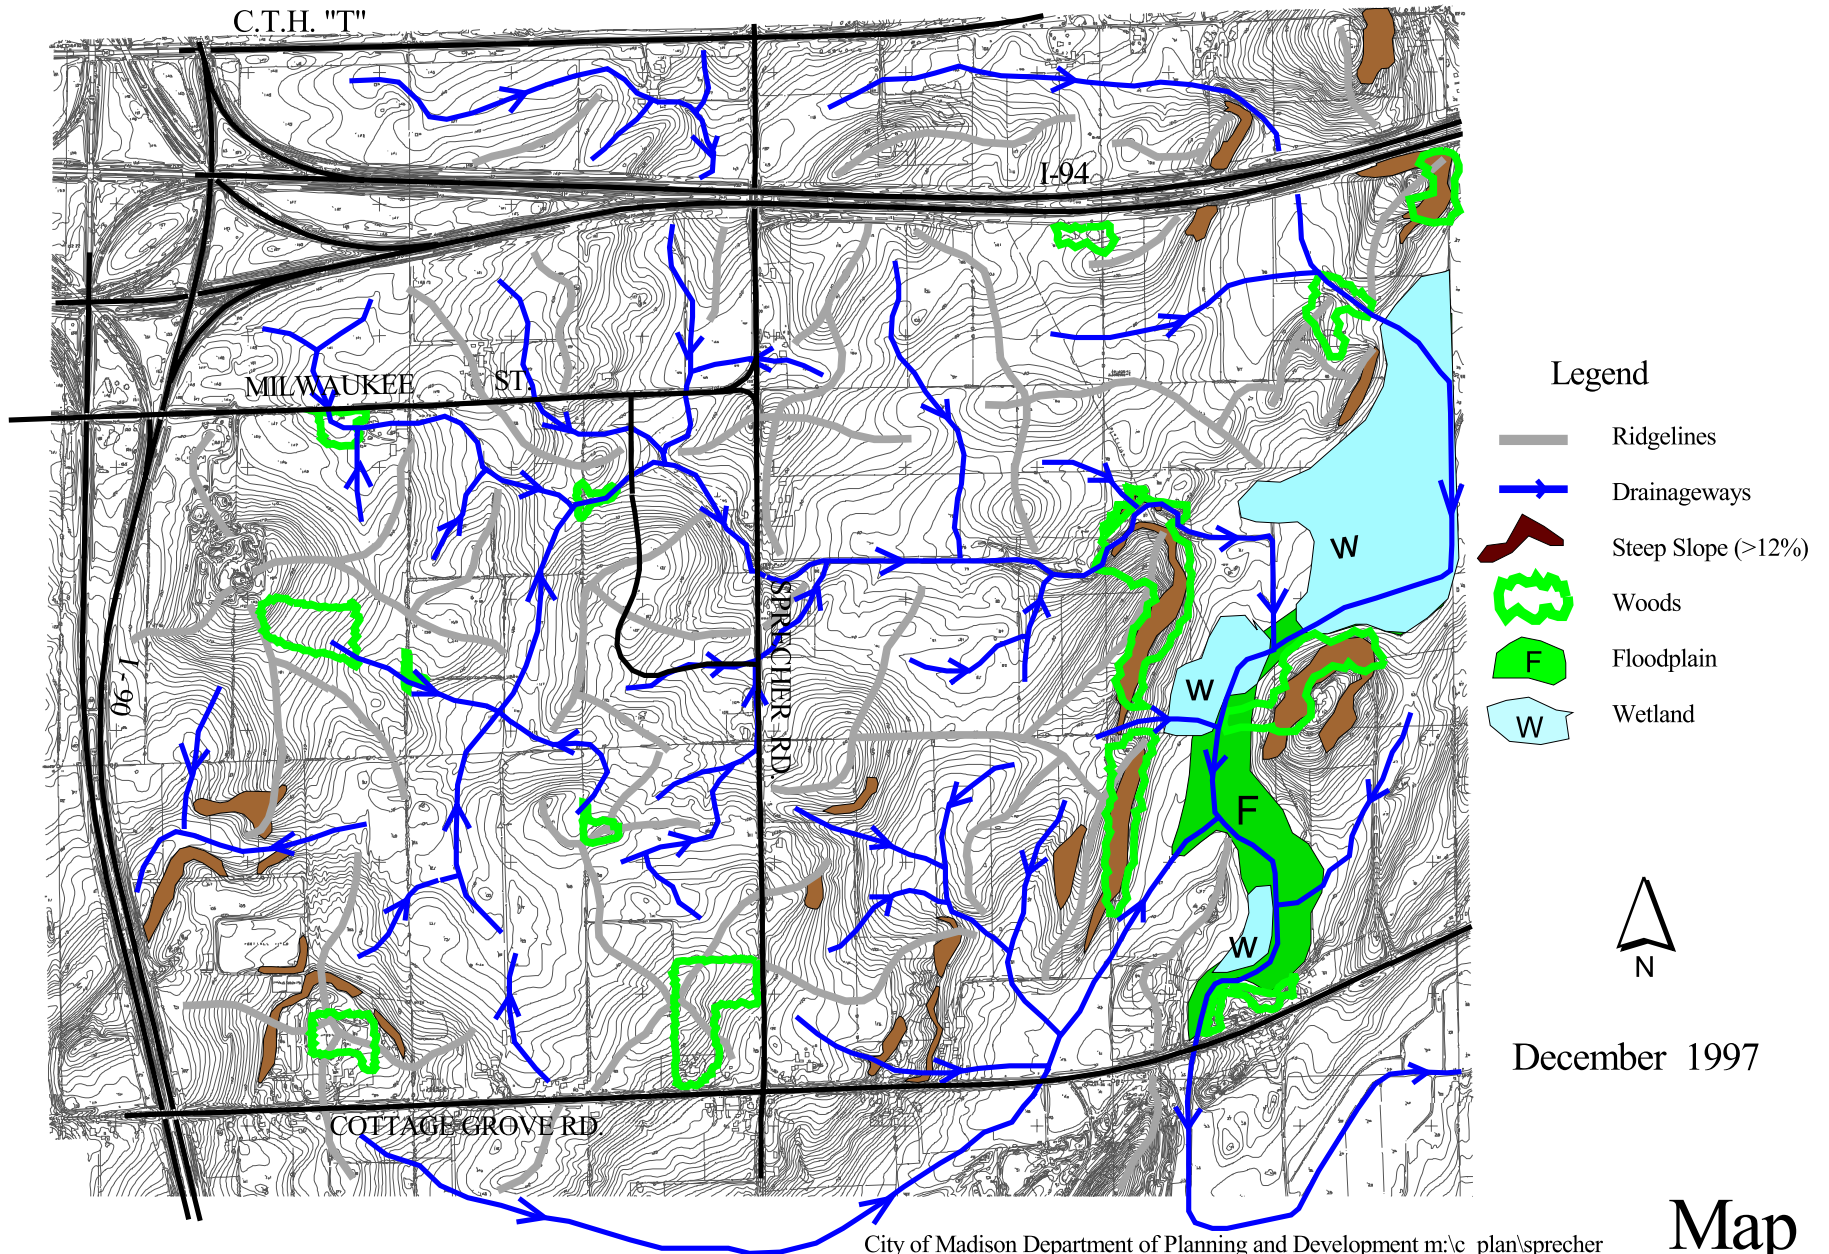 C.T.H. "T"
I-94
MILWAUKEE ST.
SPRECHER RD.
I - 90
W
W
F
W
COTTAGE GROVE RD.
Legend
Ridgelines
Drainageways
Steep Slope (>12%)
Woods
F Floodplain
W Wetland
N
December 1997
Map
City of Madison Department of Planning and Development m:\c_plan\sprecher